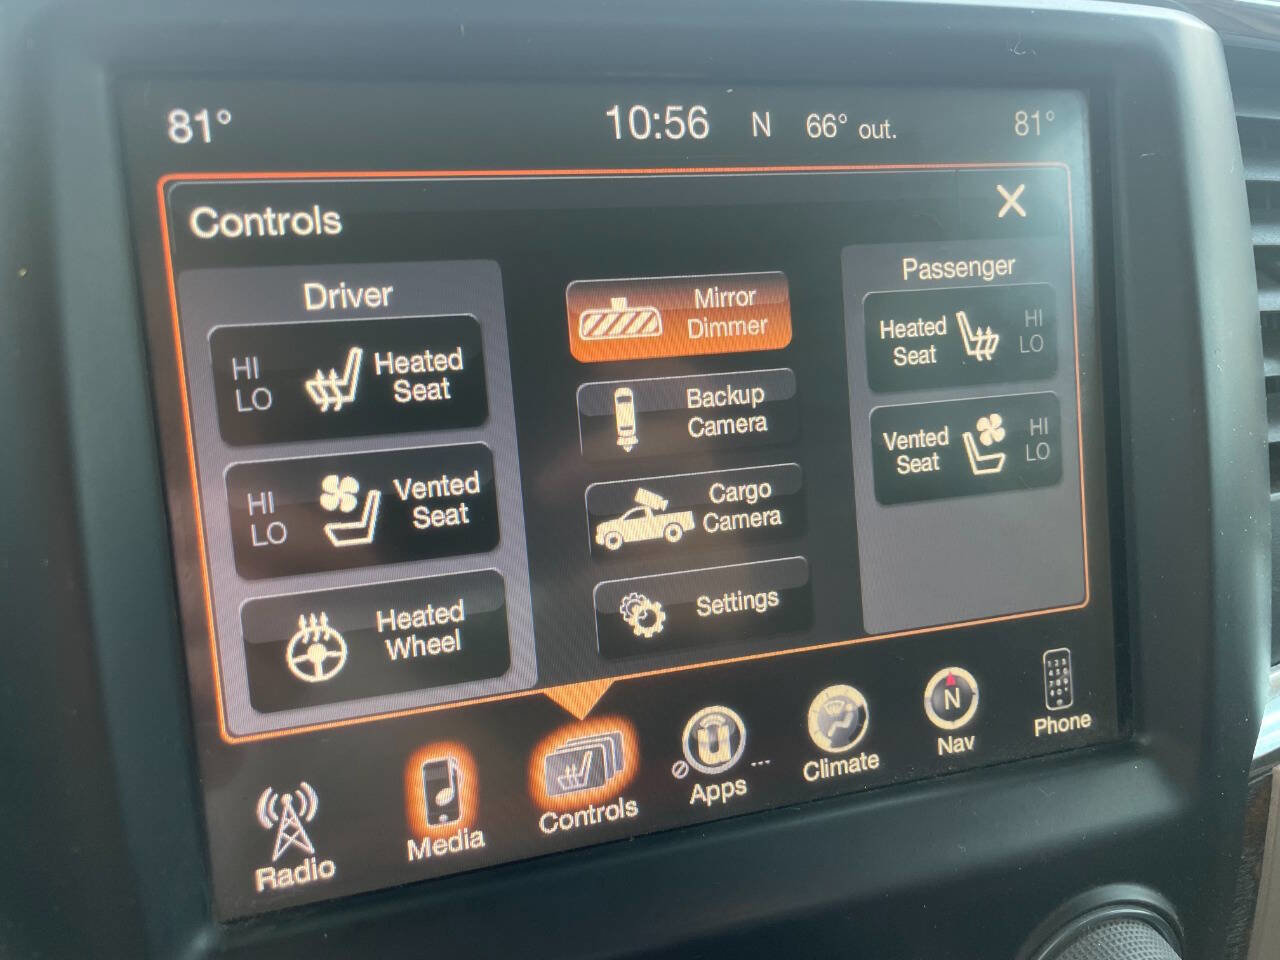 81° 10:56 N 66° out. 81°
Controls
Driver
HI
LO
Heated
Seat
HI
LO
Vented
Seat
Heated
Wheel
Mirror
Dimmer
Backup
Camera
Cargo
Camera
Settings
Passenger
Heated
Seat
HI
LO
Vented
Seat
HI
LO
Radio
Media
Controls
Apps
Climate
N
Nav
Phone